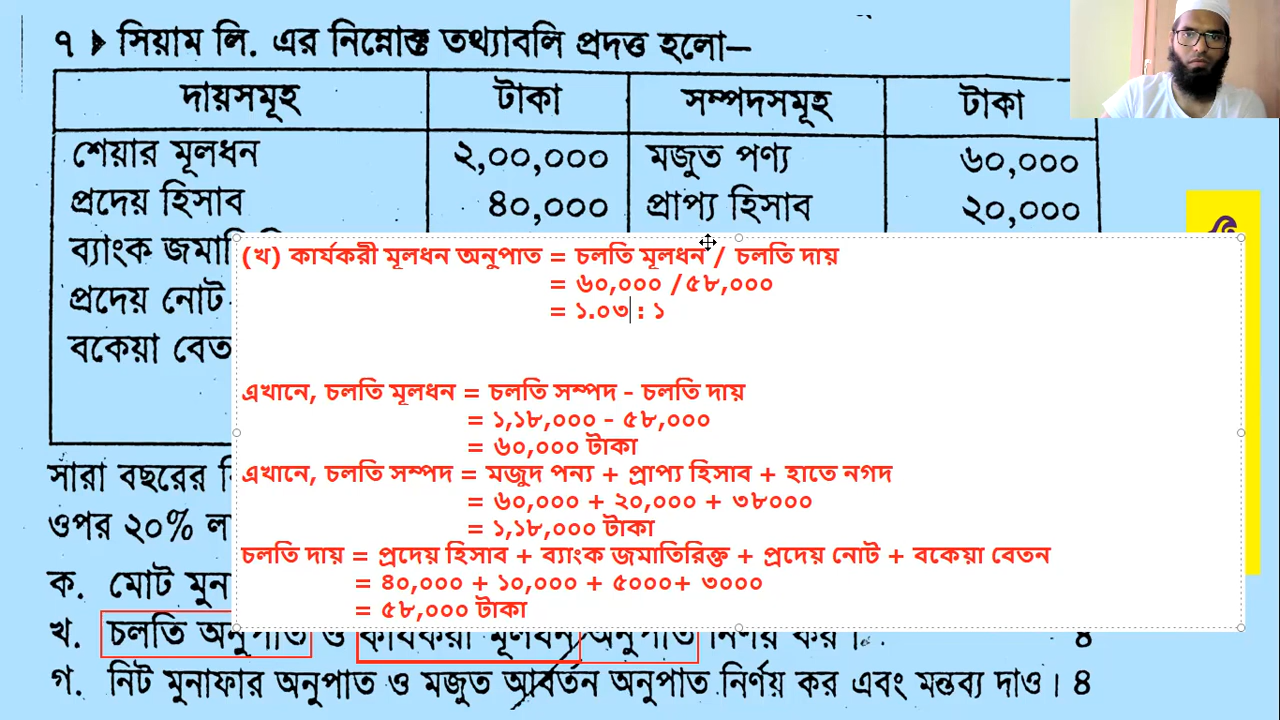 ৭ ▶ সিয়াম লি. এর নিম্নোক্ত তথ্যাবলি প্রদত্ত হলো—
দায়সমূহ টাকা সম্পদসমূহ টাকা
শেয়ার মূলধন ২,০০,০০০ মজুত পণ্য ৬০,০০০
প্রদেয় হিসাব ৪০,০০০ প্রাপ্য হিসাব ২০,০০০
ব্যাংক
প্রদেয় নোট
বকেয়া
(খ) কার্যকরী মূলধন অনুপাত = চলতি মূলধন / চলতি দায়
= ৬০,০০০ /৫৮,০০০
= ১.০৩ : ১
এখানে, চলতি মূলধন = চলতি সম্পদ - চলতি দায়
= ১,১৮,০০০ - ৫৮,০০০
= ৬০,০০০ টাকা
এখানে, চলতি সম্পদ = মজুদ পন্য + প্রাপ্য হিসাব + হাতে নগদ
= ৬০,০০০ + ২০,০০০ + ৩৮০০০
= ১,১৮,০০০ টাকা
চলতি দায় = প্রদেয় হিসাব + ব্যাংক জমাতিরিক্ত + প্রদেয় নোট + বকেয়া বেতন
= ৪০,০০০ + ১০,০০০ + ৫০০০+ ৩০০০
= ৫৮,০০০ টাকা
সারা বছরের
ওপর ২০%
ক. মোট
খ. চলতি অনুপাত ও কার্যকরী মূলধন অনুপাত নির্ণয় কর। ৪
গ. নিট মুনাফার অনুপাত ও মজুত আবর্তন অনুপাত নির্ণয় কর এবং মন্তব্য দাও। ৪